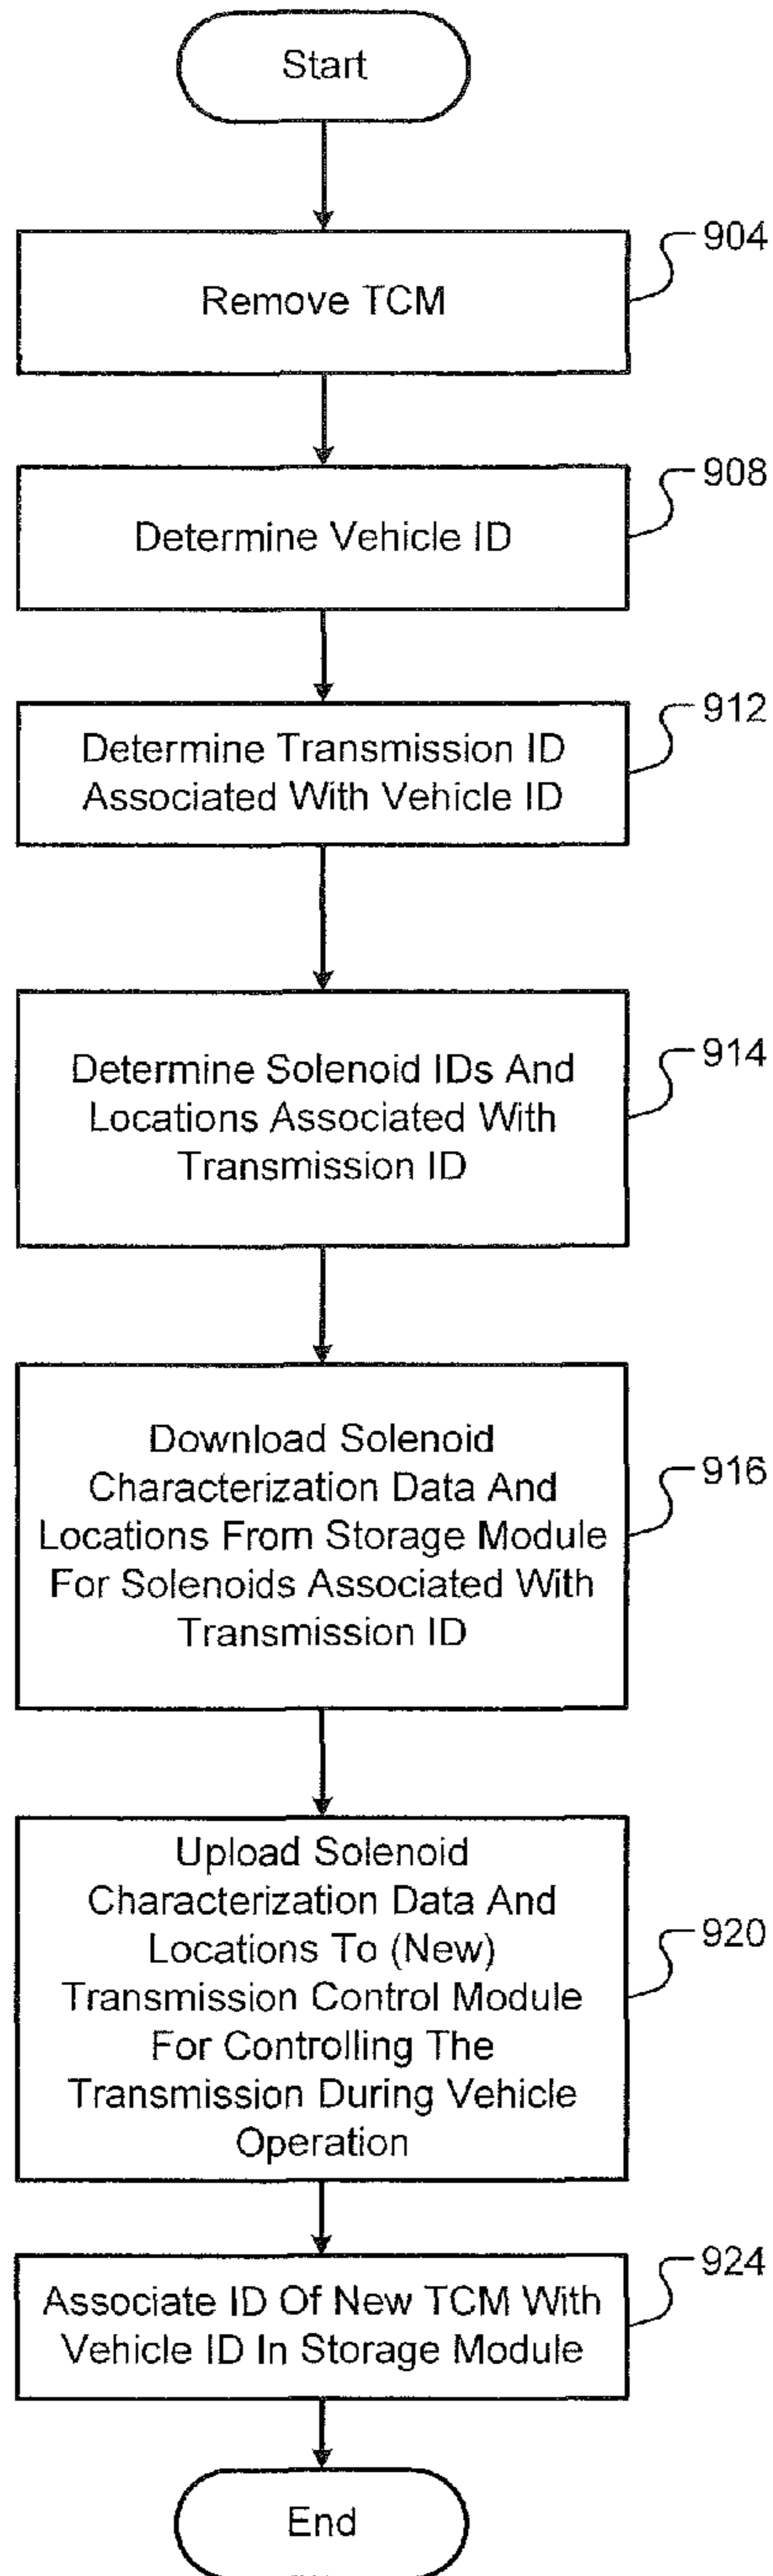 Start
904
Remove TCM
908
Determine Vehicle ID
912
Determine Transmission ID
Associated With Vehicle ID
914
Determine Solenoid IDs And
Locations Associated With
Transmission ID
916
Download Solenoid
Characterization Data And
Locations From Storage Module
For Solenoids Associated With
Transmission ID
920
Upload Solenoid
Characterization Data And
Locations To (New)
Transmission Control Module
For Controlling The
Transmission During Vehicle
Operation
924
Associate ID Of New TCM With
Vehicle ID In Storage Module
End